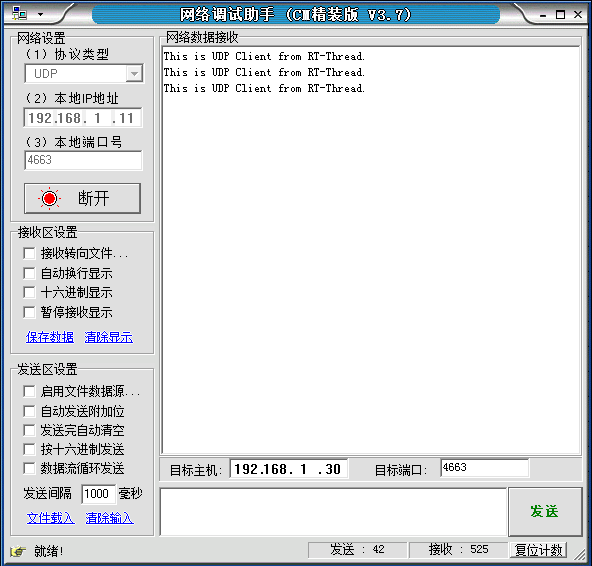 网络调试助手 (CM精装版 V3.7)
网络设置
(1) 协议类型
UDP
(2) 本地IP地址
192.168. 1 .11
(3) 本地端口号
4663
断开
接收区设置
接收转向文件...
自动换行显示
十六进制显示
暂停接收显示
保存数据 清除显示
发送区设置
启用文件数据源...
自动发送附加位
发送完自动清空
按十六进制发送
数据流循环发送
发送间隔 1000 毫秒
文件载入 清除输入
网络数据接收
This is UDP Client from RT-Thread.
This is UDP Client from RT-Thread.
This is UDP Client from RT-Thread.
目标主机: 192.168. 1 .30 目标端口: 4663
发送
就绪! 发送 : 42 接收 : 525 复位计数